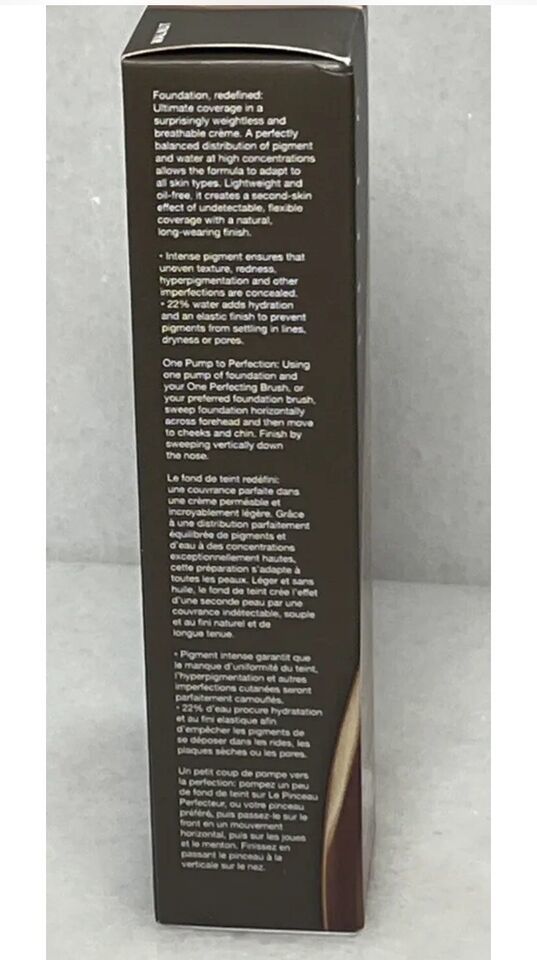 WALNUT
Foundation, redefined:
Ultimate coverage in a
surprisingly weightless and
breathable crème. A perfectly
balanced distribution of pigment
and water at high concentrations
allows the formula to adapt to
all skin types. Lightweight and
oil-free, it creates a second-skin
effect of undetectable, flexible
coverage with a natural,
long-wearing finish.
• Intense pigment ensures that
uneven texture, redness,
hyperpigmentation and other
imperfections are concealed.
• 22% water adds hydration
and an elastic finish to prevent
pigments from settling in lines,
dryness or pores.
One Pump to Perfection: Using
one pump of foundation and
your One Perfecting Brush, or
your preferred foundation brush,
sweep foundation horizontally
across forehead and then move
to cheeks and chin. Finish by
sweeping vertically down
the nose.
Le fond de teint redéfini:
une couvrance parfaite dans
une crème perméable et
incroyablement légère. Grâce
à une distribution parfaitement
équilibrée de pigments et
d'eau à des concentrations
exceptionnellement hautes,
cette préparation s'adapte à
toutes les peaux. Léger et sans
huile, le fond de teint crée l'effet
d'une seconde peau par une
couvrance indétectable, souple
et au fini naturel et de
longue tenue.
• Pigment intense garantit que
le manque d'uniformité du teint,
l'hyperpigmentation et autres
imperfections cutanées seront
parfaitement camouflés.
• 22% d'eau procure hydratation
et au fini elastique afin
d'empêcher les pigments de
se déposer dans les rides, les
plaques sèches ou les pores.
Un petit coup de pompe vers
la perfection: pompez un peu
de fond de teint sur Le Pinceau
Perfecteur, ou votre pinceau
préféré, puis passez-le sur le
front en un mouvement
horizontal, puis sur les joues
et le menton. Finissez en
passant le pinceau à la
verticale sur le nez.